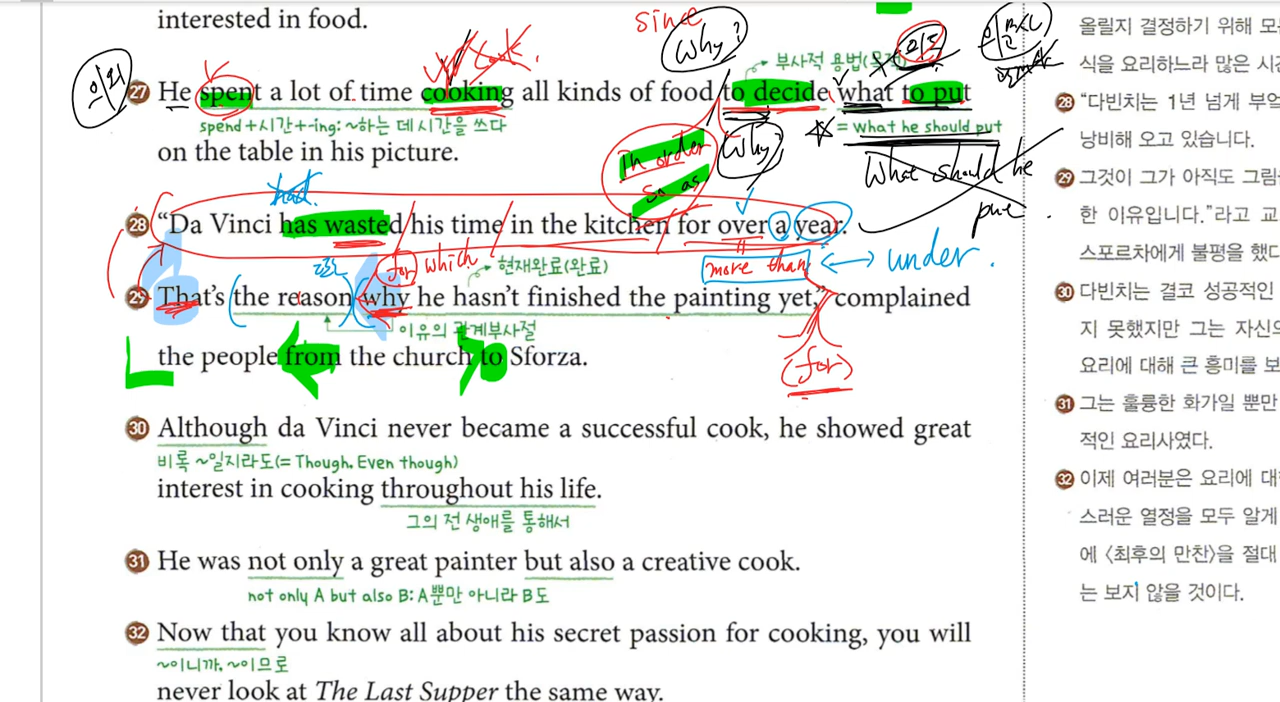 interested in food.
since
Why?
의주
의
cook
부사적 용법(목적)
의외
27 He spent a lot of time cooking all kinds of food to decide what to put
spend+시간+-ing: ~하는 데 시간을 쓰다
= what he should put
on the table in his picture.
in order
so as
Why?
What should he
put
had
28 “Da Vinci has wasted his time in the kitchen for over a year.
for which
현재완료(완료)
more than
under.
29 That's (the reason) why he hasn't finished the painting yet,” complained
이유의 관계부사절
the people from the church to Sforza.
(for)
30 Although da Vinci never became a successful cook, he showed great
비록 ~일지라도(= Though, Even though)
interest in cooking throughout his life.
그의 전 생애를 통해서
31 He was not only a great painter but also a creative cook.
not only A but also B: A뿐만 아니라 B도
32 Now that you know all about his secret passion for cooking, you will
~이니까, ~이므로
never look at The Last Supper the same way.
올릴지 결정하기 위해 모
식을 요리하느라 많은 시
28 “다빈치는 1년 넘게 부엌
낭비해 오고 있습니다.
29 그것이 그가 아직도 그림
한 이유입니다.”라고 교
스포르차에게 불평을 했다
30 다빈치는 결코 성공적인
지 못했지만 그는 자신의
요리에 대해 큰 흥미를 보
31 그는 훌륭한 화가일 뿐만
적인 요리사였다.
32 이제 여러분은 요리에 대
스러운 열정을 모두 알게
에 〈최후의 만찬〉을 절대
는 보지 않을 것이다.